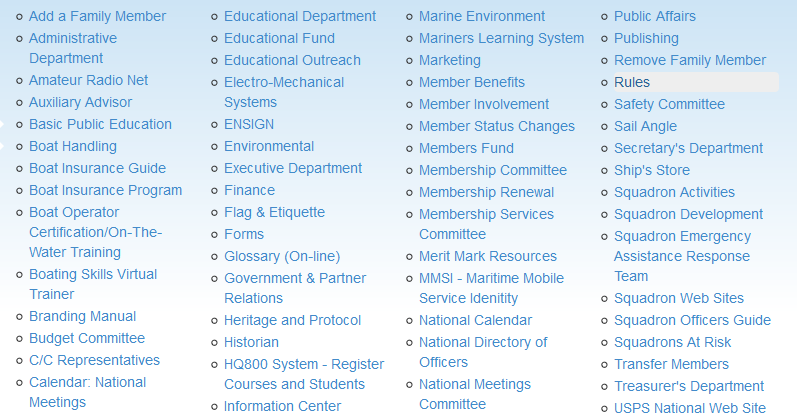 Add a Family Member
Administrative
Department
Amateur Radio Net
Auxiliary Advisor
Basic Public Education
Boat Handling
Boat Insurance Guide
Boat Insurance Program
Boat Operator
Certification/On-The-
Water Training
Boating Skills Virtual
Trainer
Branding Manual
Budget Committee
C/C Representatives
Calendar: National
Meetings
Educational Department
Educational Fund
Educational Outreach
Electro-Mechanical
Systems
ENSIGN
Environmental
Executive Department
Finance
Flag & Etiquette
Forms
Glossary (On-line)
Government & Partner
Relations
Heritage and Protocol
Historian
HQ800 System - Register
Courses and Students
Information Center
Marine Environment
Mariners Learning System
Marketing
Member Benefits
Member Involvement
Member Status Changes
Members Fund
Membership Committee
Membership Renewal
Membership Services
Committee
Merit Mark Resources
MMSI - Maritime Mobile
Service Idenitity
National Calendar
National Directory of
Officers
National Meetings
Committee
Public Affairs
Publishing
Remove Family Member
Rules
Safety Committee
Sail Angle
Secretary's Department
Ship's Store
Squadron Activities
Squadron Development
Squadron Emergency
Assistance Response
Team
Squadron Web Sites
Squadron Officers Guide
Squadrons At Risk
Transfer Members
Treasurer's Department
USPS National Web Site